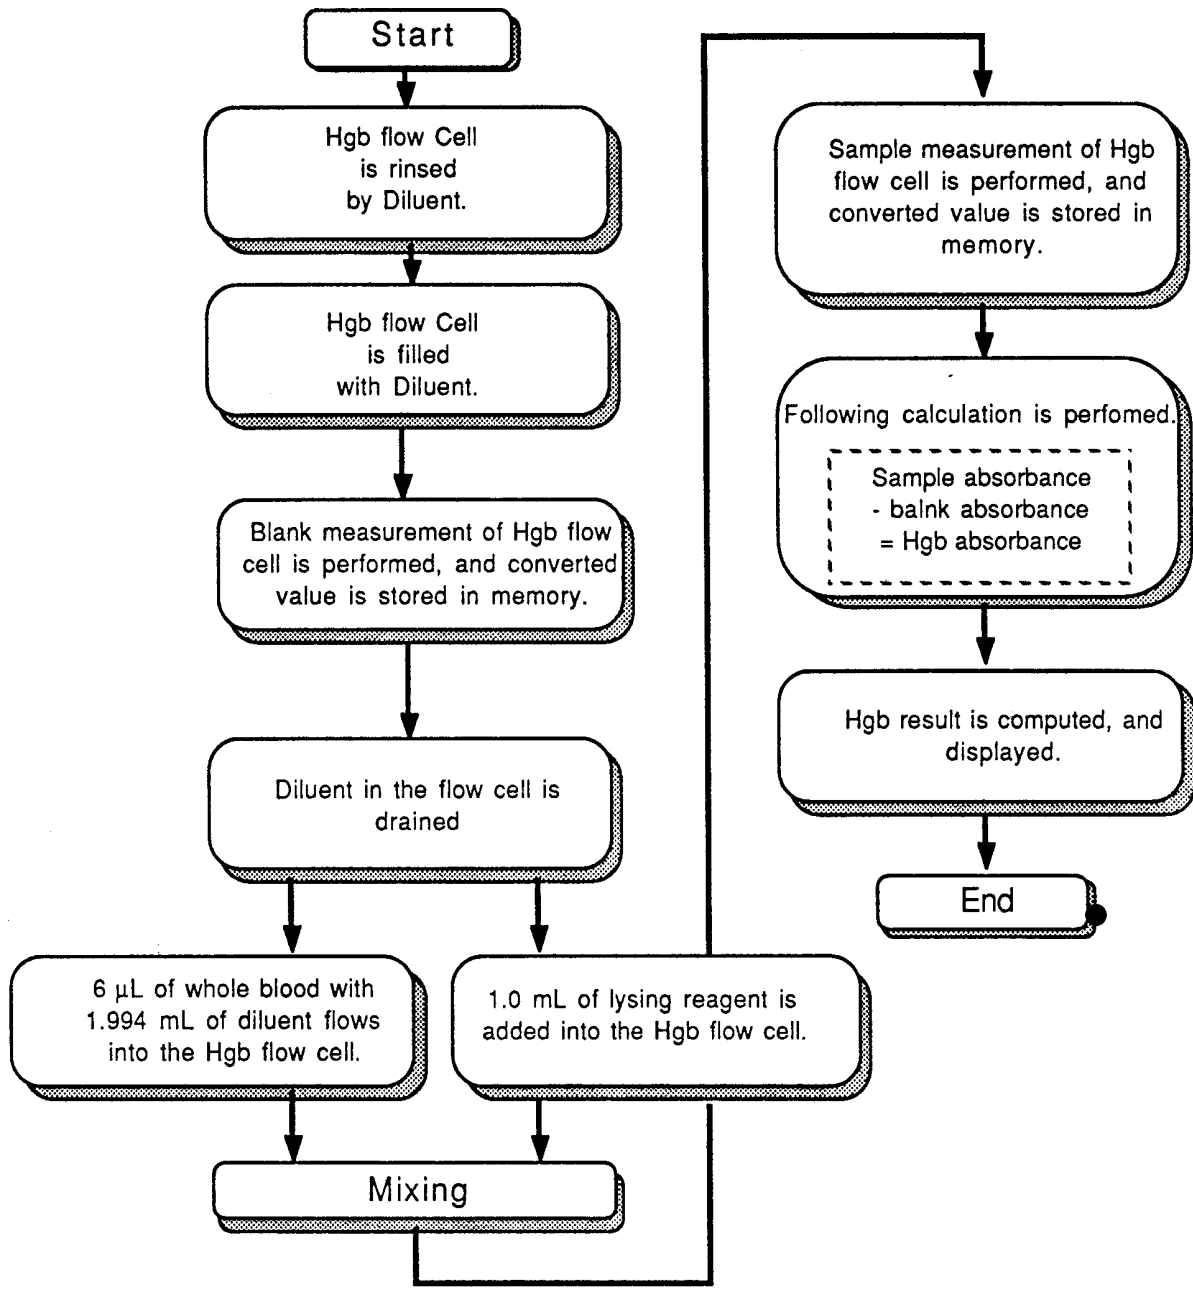 Start
Hgb flow Cell
is rinsed
by Diluent.
Hgb flow Cell
is filled
with Diluent.
Blank measurement of Hgb flow
cell is performed, and converted
value is stored in memory.
Diluent in the flow cell is
drained
6 µL of whole blood with
1.994 mL of diluent flows
into the Hgb flow cell.
1.0 mL of lysing reagent is
added into the Hgb flow cell.
Mixing
Sample measurement of Hgb
flow cell is performed, and
converted value is stored in
memory.
Following calculation is perfomed.
Sample absorbance
- balnk absorbance
= Hgb absorbance
Hgb result is computed, and
displayed.
End